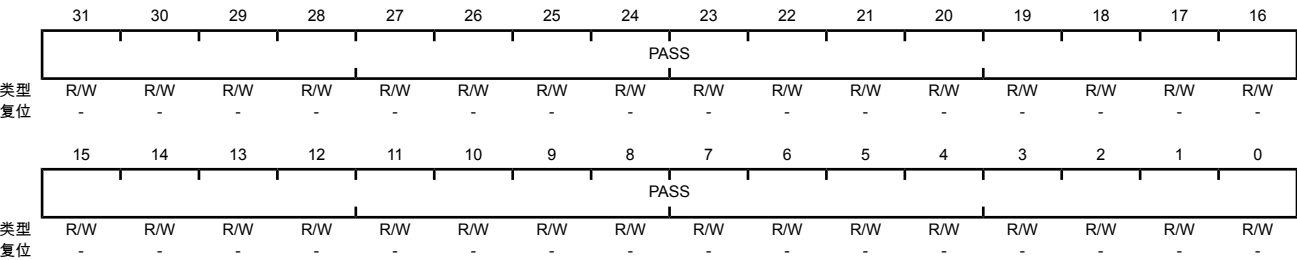 31 30 29 28 27 26 25 24 23 22 21 20 19 18 17 16
PASS
类型 R/W R/W R/W R/W R/W R/W R/W R/W R/W R/W R/W R/W R/W R/W R/W R/W
复位 - - - - - - - - - - - - - - - -
15 14 13 12 11 10 9 8 7 6 5 4 3 2 1 0
PASS
类型 R/W R/W R/W R/W R/W R/W R/W R/W R/W R/W R/W R/W R/W R/W R/W R/W
复位 - - - - - - - - - - - - - - - -